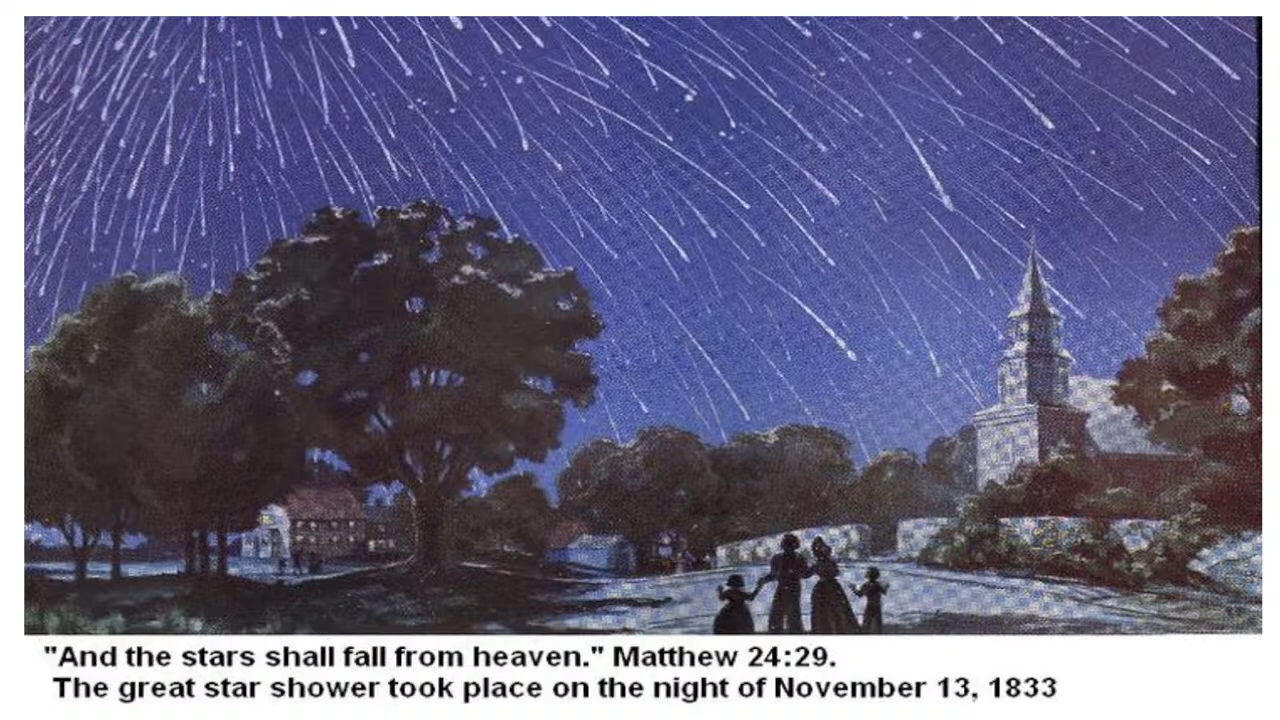 "And the stars shall fall from heaven." Matthew 24:29.
The great star shower took place on the night of November 13, 1833